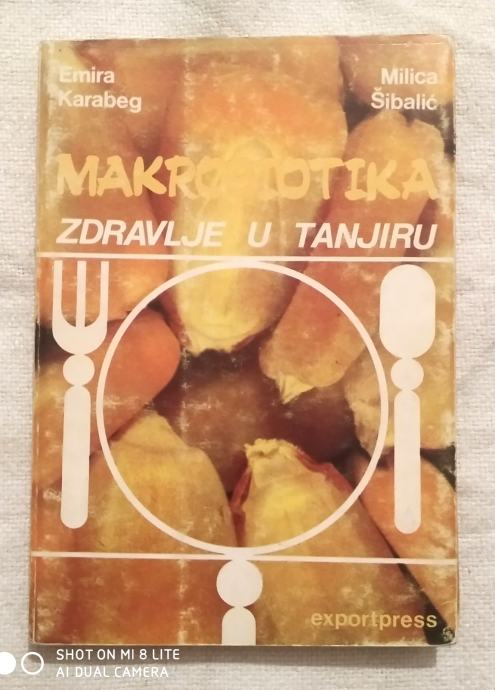 Emira
Karabeg
Milica
Šibalić
MAKROBIOTIKA
ZDRAVLJE U TANJIRU
exportpress
SHOT ON MI 8 LITE
AI DUAL CAMERA